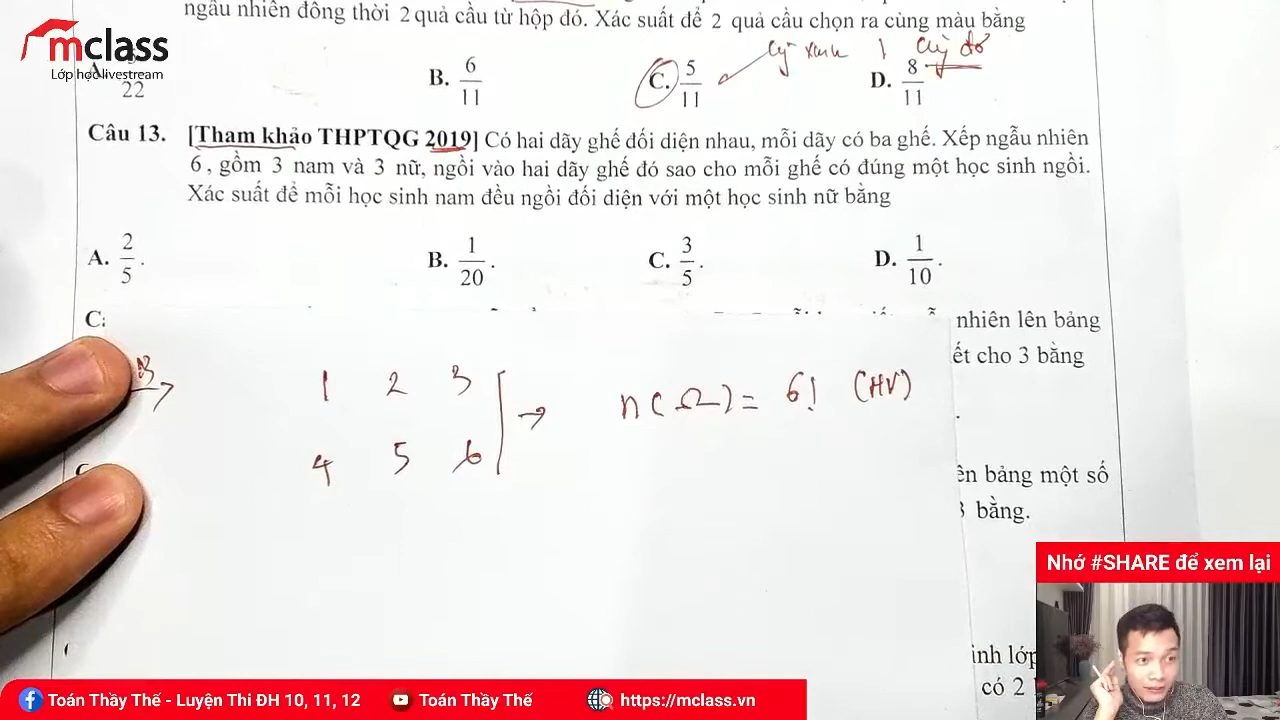 ngẫu nhiên đồng thời 2 quả cầu từ hộp đó. Xác suất để 2 quả cầu chọn ra cùng màu bằng
mclass
Lớp học livestream
A.
22
B. 6/11
C. 5/11
D. 8/11
Câu 13. [Tham khảo THPTQG 2019] Có hai dãy ghế đối diện nhau, mỗi dãy có ba ghế. Xếp ngẫu nhiên
6, gồm 3 nam và 3 nữ, ngồi vào hai dãy ghế đó sao cho mỗi ghế có đúng một học sinh ngồi.
Xác suất để mỗi học sinh nam đều ngồi đối diện với một học sinh nữ bằng
A. 2/5.
B. 1/20.
C. 3/5.
D. 1/10.
nhiên lên bảng
ết cho 3 bằng
1 2 3
4 5 6
→ n(Ω) = 6! (HV)
ên bảng một số
3 bằng.
inh lớp
có 2
Nhớ #SHARE để xem lại
Toán Thầy Thế - Luyện Thi ĐH 10, 11, 12
Toán Thầy Thế
https://mclass.vn